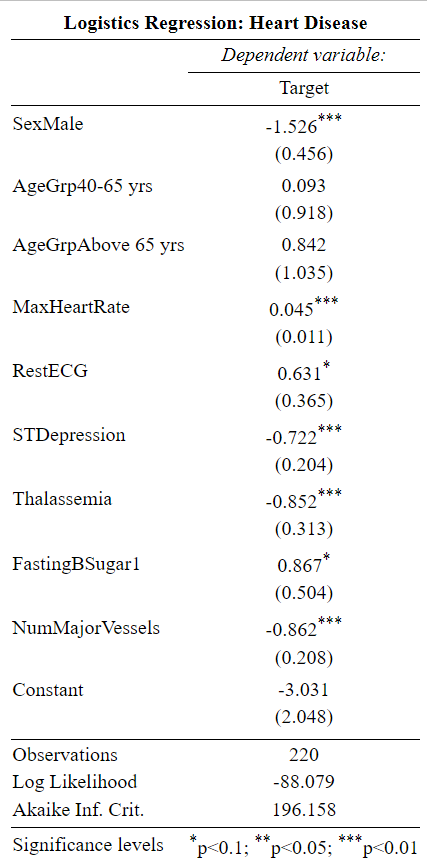 Logistics Regression: Heart Disease
Dependent variable:
Target
SexMale -1.526***
(0.456)
AgeGrp40-65 yrs 0.093
(0.918)
AgeGrpAbove 65 yrs 0.842
(1.035)
MaxHeartRate 0.045***
(0.011)
RestECG 0.631*
(0.365)
STDepression -0.722***
(0.204)
Thalassemia -0.852***
(0.313)
FastingBSugar1 0.867*
(0.504)
NumMajorVessels -0.862***
(0.208)
Constant -3.031
(2.048)
Observations 220
Log Likelihood -88.079
Akaike Inf. Crit. 196.158
Significance levels *p<0.1; **p<0.05; ***p<0.01